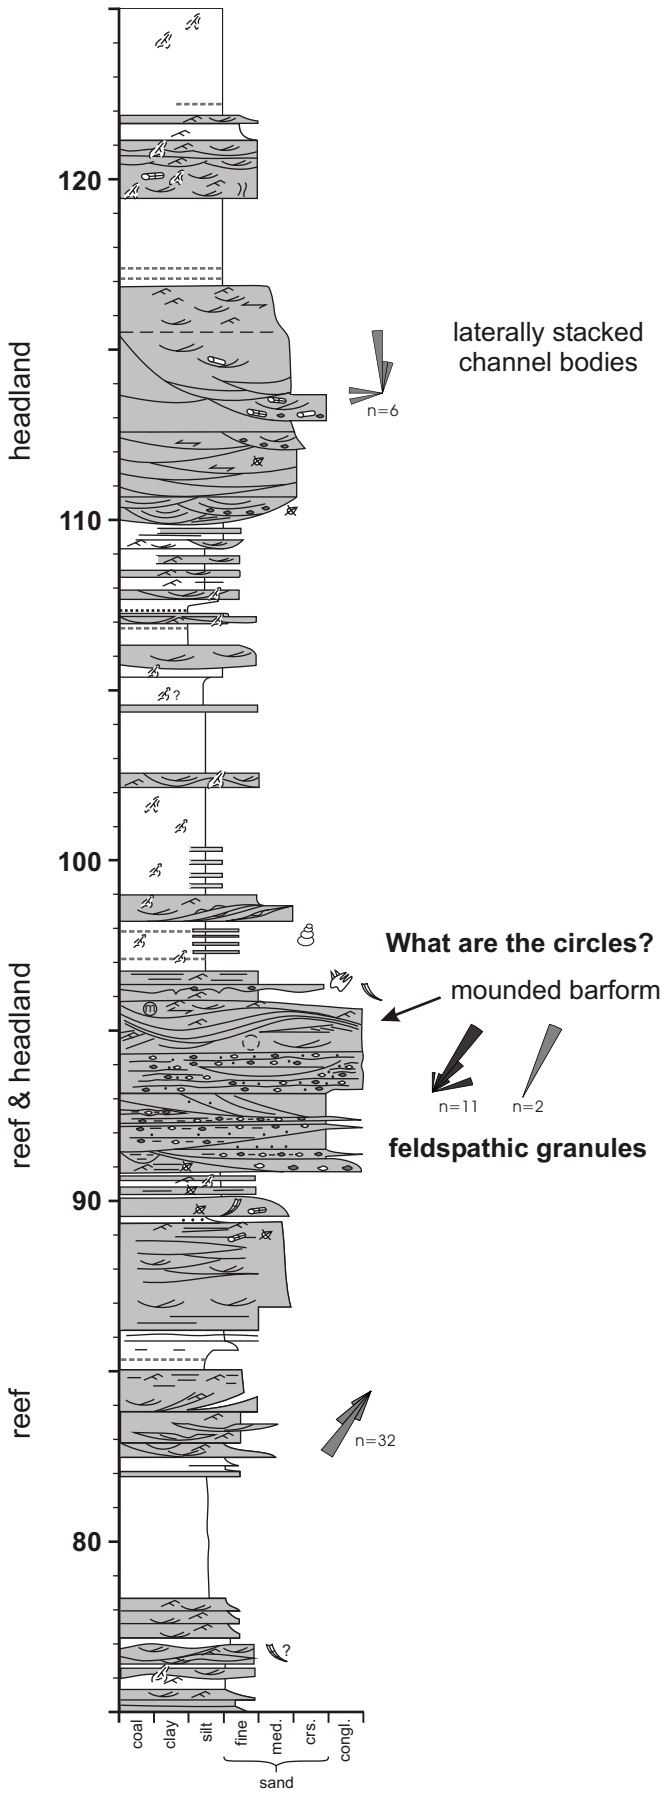 120
headland
laterally stacked
channel bodies
n=6
110
?
100
What are the circles?
mounded barform
m
reef & headland
n=11
n=2
feldspathic granules
90
reef
n=32
80
?
coal
clay
silt
fine
med.
crs.
congl.
sand